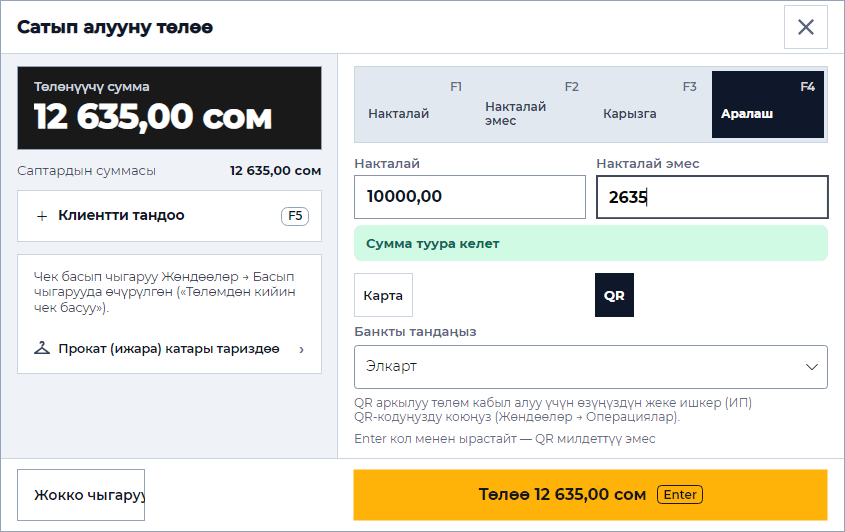 Сатып алууну төлөө
Төлөнүүчү сумма
12 635,00 сом
Саптардын суммасы 12 635,00 сом
+ Клиентти тандоо F5
Чек басып чыгаруу Жөндөөлөр → Басып
чыгарууда өчүрүлгөн («Төлөмдөн кийин
чек басуу»).
Прокат (ижара) катары тариздөө ›
F1
Накталай
F2
Накталай
эмес
F3
Карызга
F4
Аралаш
Накталай
10000,00
Накталай эмес
2635
Сумма туура келет
Карта
QR
Банкты тандаңыз
Элкарт
QR аркылуу төлөм кабыл алуу үчүн өзүңүздүн жеке ишкер (ИП)
QR-кодуңузду коюңуз (Жөндөөлөр → Операциялар).
Enter кол менен ырастайт — QR милдеттүү эмес
Жокко чыгаруу
Төлөө 12 635,00 сом Enter